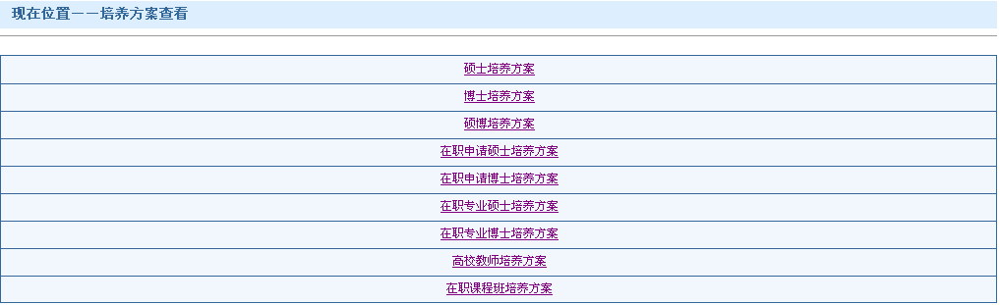 现在位置——培养方案查看
硕士培养方案
博士培养方案
硕博培养方案
在职申请硕士培养方案
在职申请博士培养方案
在职专业硕士培养方案
在职专业博士培养方案
高校教师培养方案
在职课程班培养方案